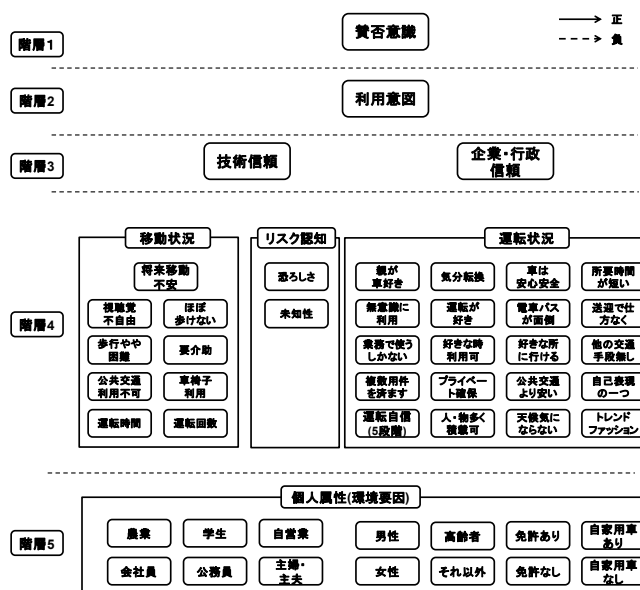 賛否意識
正
負
階層1
利用意図
階層2
技術信頼
企業・行政
信頼
階層3
移動状況
リスク認知
運転状況
将来移動
不安
視聴覚
不自由
ほぼ
歩けない
歩行やや
困難
要介助
公共交通
利用不可
車椅子
利用
運転時間
運転回数
恐ろしさ
未知性
親が
車好き
気分転換
車は
安心安全
所要時間
が短い
無意識に
利用
運転が
好き
電車バス
が面倒
送迎で仕
方なく
業務で使う
しかない
好きな時
利用可
好きな所
に行ける
他の交通
手段無し
複数用件
を済ます
プライベー
ト確保
公共交通
より安い
自己表現
の一つ
運転自信
(5段階)
人・物多く
積載可
天候気に
ならない
トレンド
ファッション
階層4
個人属性(環境要因)
農業
学生
自営業
男性
高齢者
免許あり
自家用車
あり
階層5
会社員
公務員
主婦・
主夫
女性
それ以外
免許なし
自家用車
なし